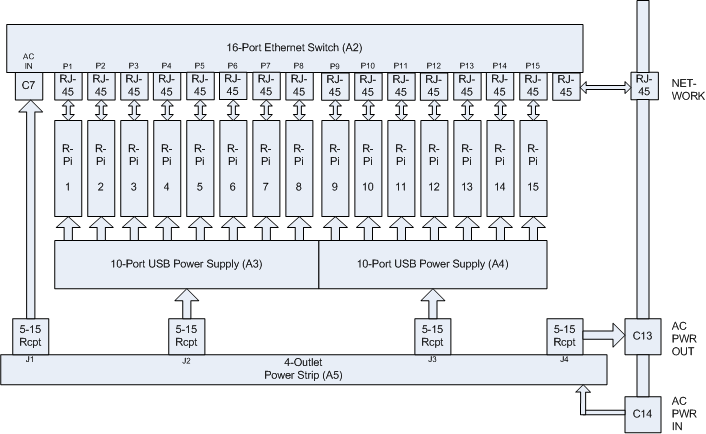 16-Port Ethernet Switch (A2)
AC
IN
P1 P2 P3 P4 P5 P6 P7 P8 P9 P10 P11 P12 P13 P14 P15
C7
RJ-45 RJ-45 RJ-45 RJ-45 RJ-45 RJ-45 RJ-45 RJ-45 RJ-45 RJ-45 RJ-45 RJ-45 RJ-45 RJ-45 RJ-45 RJ-45 RJ-45
NET-
WORK
R- R- R- R- R- R- R- R- R- R- R- R- R- R- R-
Pi Pi Pi Pi Pi Pi Pi Pi Pi Pi Pi Pi Pi Pi Pi
1 2 3 4 5 6 7 8 9 10 11 12 13 14 15
10-Port USB Power Supply (A3) 10-Port USB Power Supply (A4)
5-15 5-15 5-15 5-15
Rcpt Rcpt Rcpt Rcpt
J1 J2 J3 J4
C13
AC
PWR
OUT
4-Outlet
Power Strip (A5)
C14
AC
PWR
IN